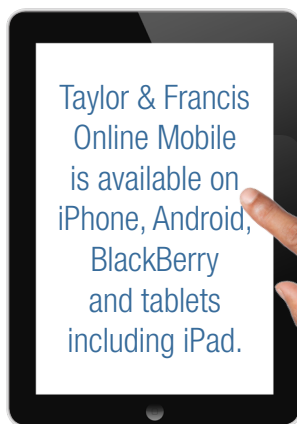 Taylor & Francis
Online Mobile
is available on
iPhone, Android,
BlackBerry
and tablets
including iPad.